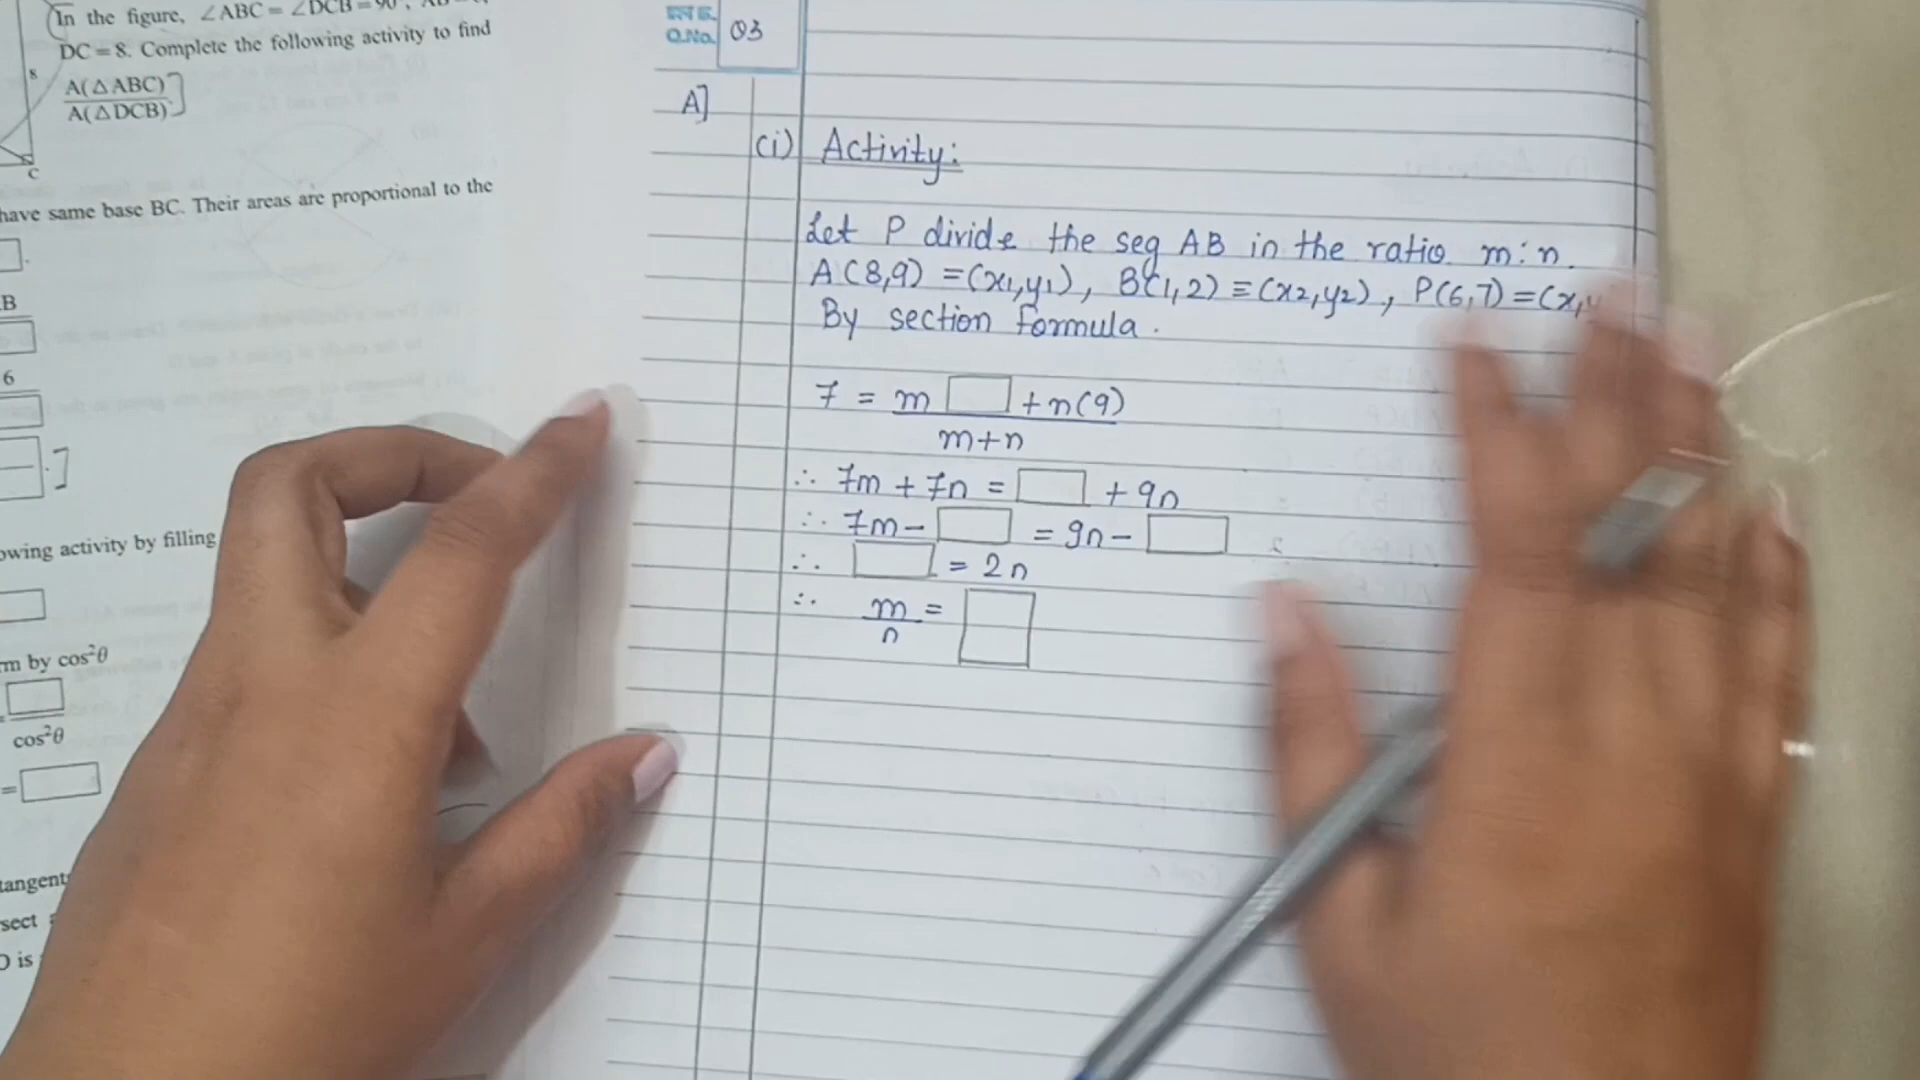 In the figure, ∠ABC = ∠DCB = 90°,
DC = 8. Complete the following activity to find
A(△ABC)
A(△DCB)
8
C
have same base BC. Their areas are proportional to the
B
6
owing activity by filling
m by cos²θ
cos²θ
=
tangent
sect
O is
प्रश्न क्र.
Q.No. Q3
A]
(i) Activity:
Let P divide the seg AB in the ratio m:n.
A(8,9) = (x1,y1), B(1,2) ≡ (x2,y2), P(6,7) = (x,y
By section formula.
7 = m □ + n(9)
m+n
∴ 7m + 7n = □ + 9n
∴ 7m - □ = 9n - □
∴ □ = 2n
∴ m = □
n